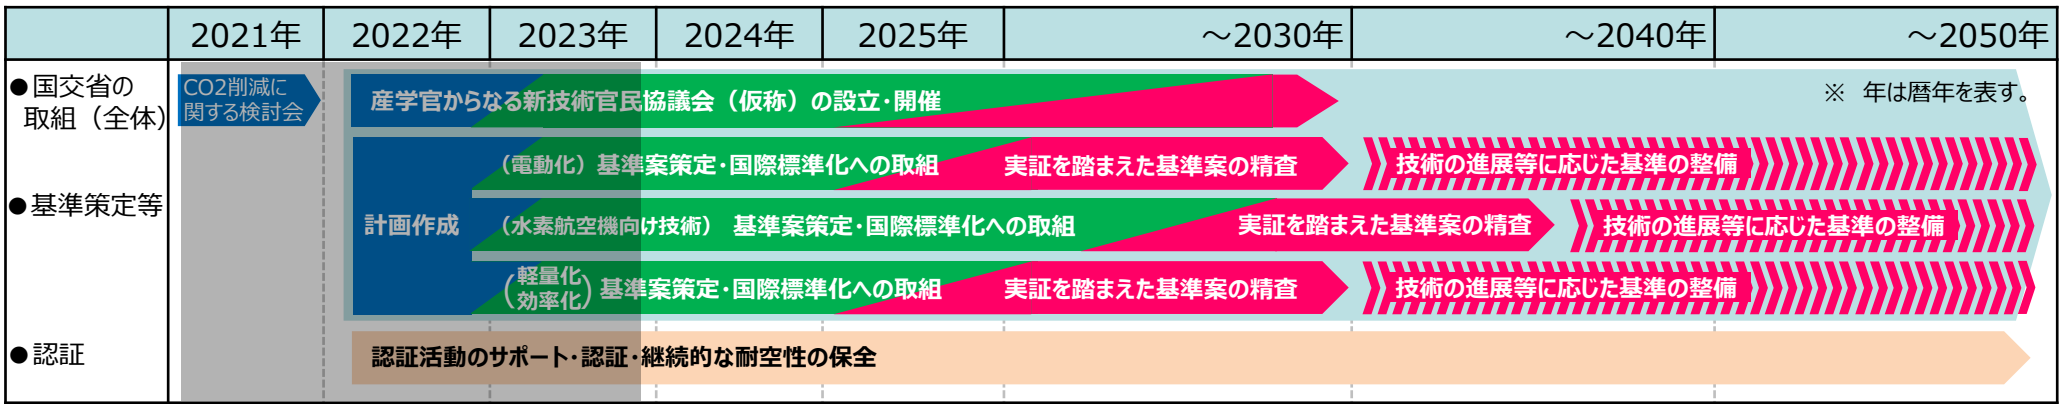 2021年
2022年
2023年
2024年
2025年
～2030年
～2040年
～2050年
●国交省の
取組（全体）
CO2削減に
関する検討会
産学官からなる新技術官民協議会（仮称）の設立・開催
※　年は暦年を表す。
●基準策定等
計画作成
（電動化）基準案策定・国際標準化への取組
実証を踏まえた基準案の精査
技術の進展等に応じた基準の整備
（水素航空機向け技術）　基準案策定・国際標準化への取組
実証を踏まえた基準案の精査
技術の進展等に応じた基準の整備
（軽量化
効率化）基準案策定・国際標準化への取組
実証を踏まえた基準案の精査
技術の進展等に応じた基準の整備
●認証
認証活動のサポート・認証・継続的な耐空性の保全